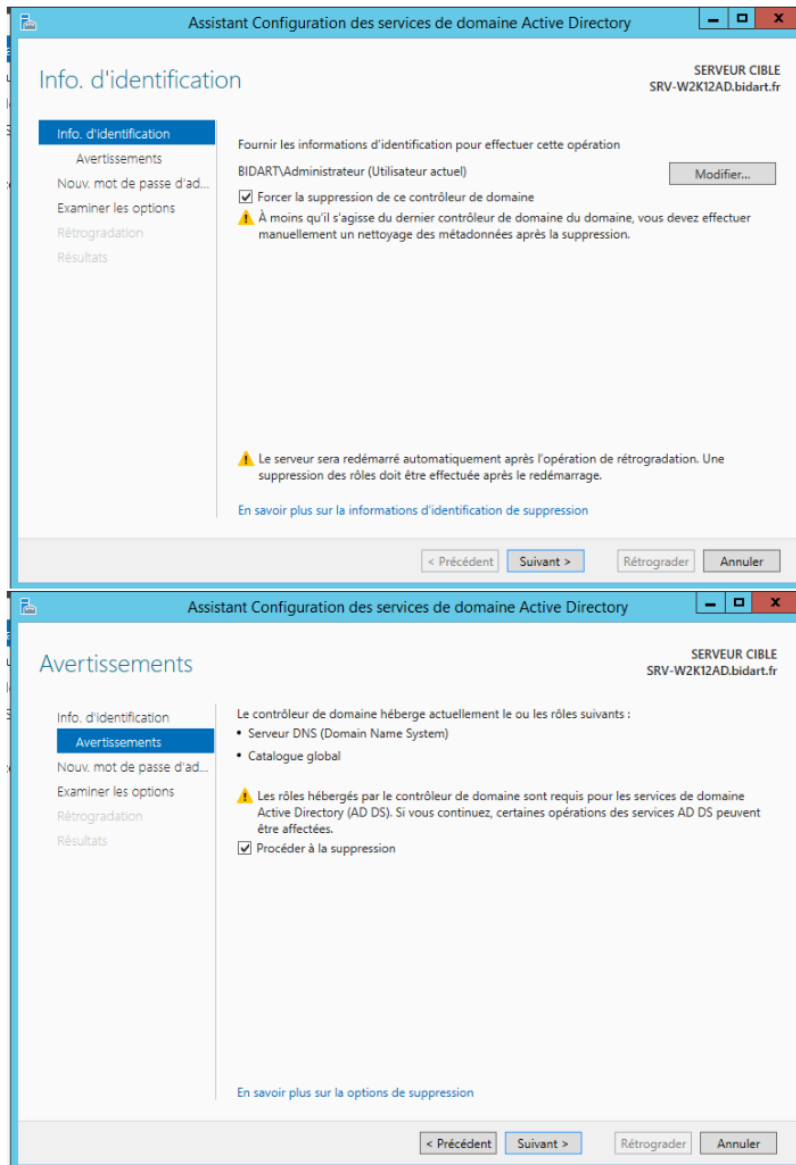 Assistant Configuration des services de domaine Active Directory
Info. d'identification
SERVEUR CIBLE
SRV-W2K12AD.bidart.fr
Info. d'identification
Avertissements
Nouv. mot de passe d'ad...
Examiner les options
Rétrogradation
Résultats
Fournir les informations d'identification pour effectuer cette opération
BIDART\Administrateur (Utilisateur actuel)
Modifier...
Forcer la suppression de ce contrôleur de domaine
À moins qu'il s'agisse du dernier contrôleur de domaine du domaine, vous devez effectuer
manuellement un nettoyage des métadonnées après la suppression.
Le serveur sera redémarré automatiquement après l'opération de rétrogradation. Une
suppression des rôles doit être effectuée après le redémarrage.
En savoir plus sur la informations d'identification de suppression
< Précédent
Suivant >
Rétrograder
Annuler
Assistant Configuration des services de domaine Active Directory
Avertissements
SERVEUR CIBLE
SRV-W2K12AD.bidart.fr
Info. d'identification
Avertissements
Nouv. mot de passe d'ad...
Examiner les options
Rétrogradation
Résultats
Le contrôleur de domaine héberge actuellement le ou les rôles suivants :
• Serveur DNS (Domain Name System)
• Catalogue global
Les rôles hébergés par le contrôleur de domaine sont requis pour les services de domaine
Active Directory (AD DS). Si vous continuez, certaines opérations des services AD DS peuvent
être affectées.
Procéder à la suppression
En savoir plus sur la options de suppression
< Précédent
Suivant >
Rétrograder
Annuler